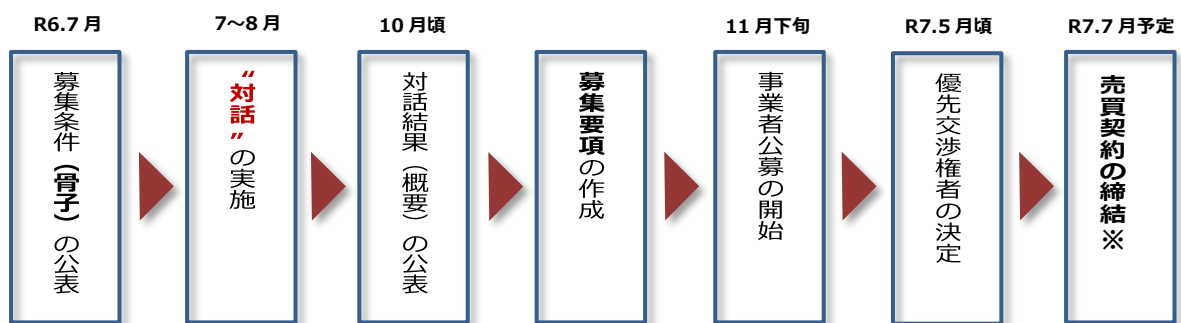 R6.7月
募集条件（骨子）の公表
7～8月
“対話”の実施
10月頃
対話結果（概要）の公表
募集要項の作成
11月下旬
事業者公募の開始
R7.5月頃
優先交渉権者の決定
R7.7月予定
売買契約の締結※